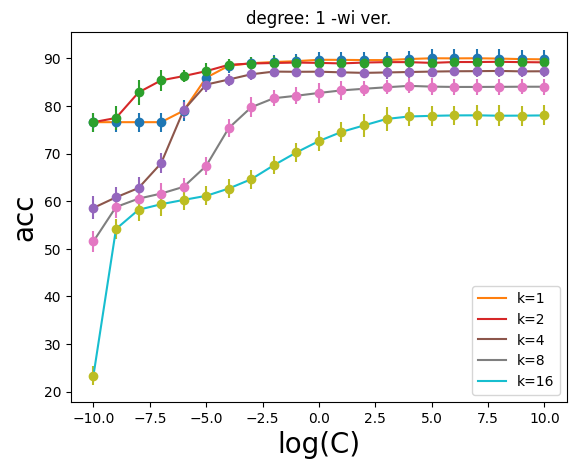 degree: 1 -wi ver.
acc
90
80
70
60
50
40
30
20
k=1
k=2
k=4
k=8
k=16
−10.0 −7.5 −5.0 −2.5 0.0 2.5 5.0 7.5 10.0
log(C)